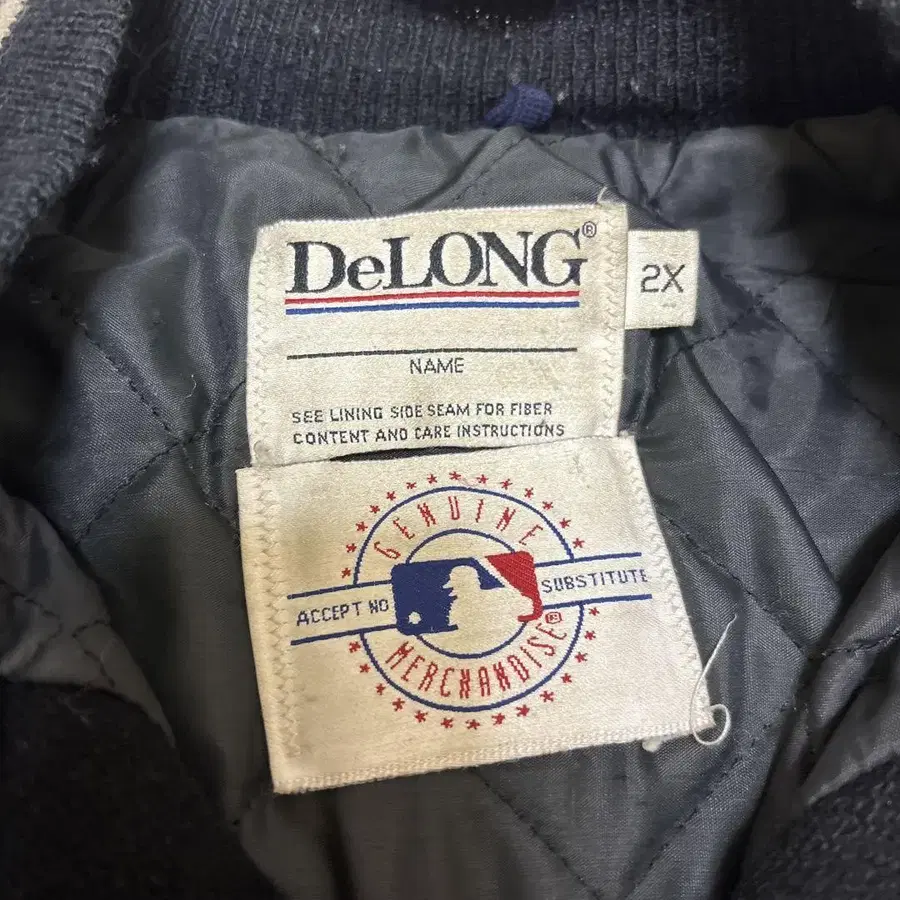 DeLONG®
2X
NAME
SEE LINING SIDE SEAM FOR FIBER
CONTENT AND CARE INSTRUCTIONS
GENUINE
ACCEPT NO SUBSTITUTE
MERCHANDISE®